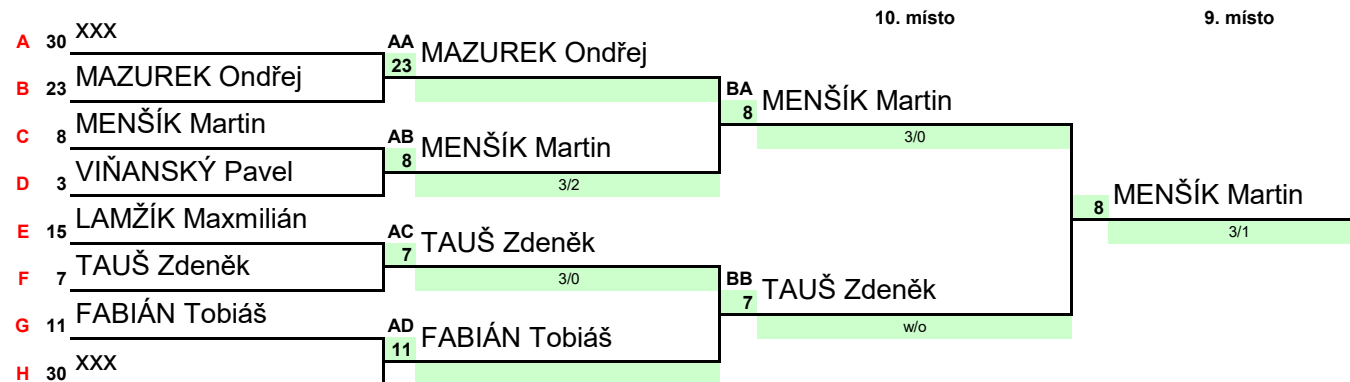 10. místo 9. místo
A 30 XXX
AA 23 MAZUREK Ondřej
B 23 MAZUREK Ondřej
BA 8 MENŠÍK Martin
3/0
C 8 MENŠÍK Martin
AB 8 MENŠÍK Martin
3/2
D 3 VIŇANSKÝ Pavel
8 MENŠÍK Martin
3/1
E 15 LAMŽÍK Maxmilián
AC 7 TAUŠ Zdeněk
3/0
F 7 TAUŠ Zdeněk
BB 7 TAUŠ Zdeněk
w/o
G 11 FABIÁN Tobiáš
AD 11 FABIÁN Tobiáš
H 30 XXX